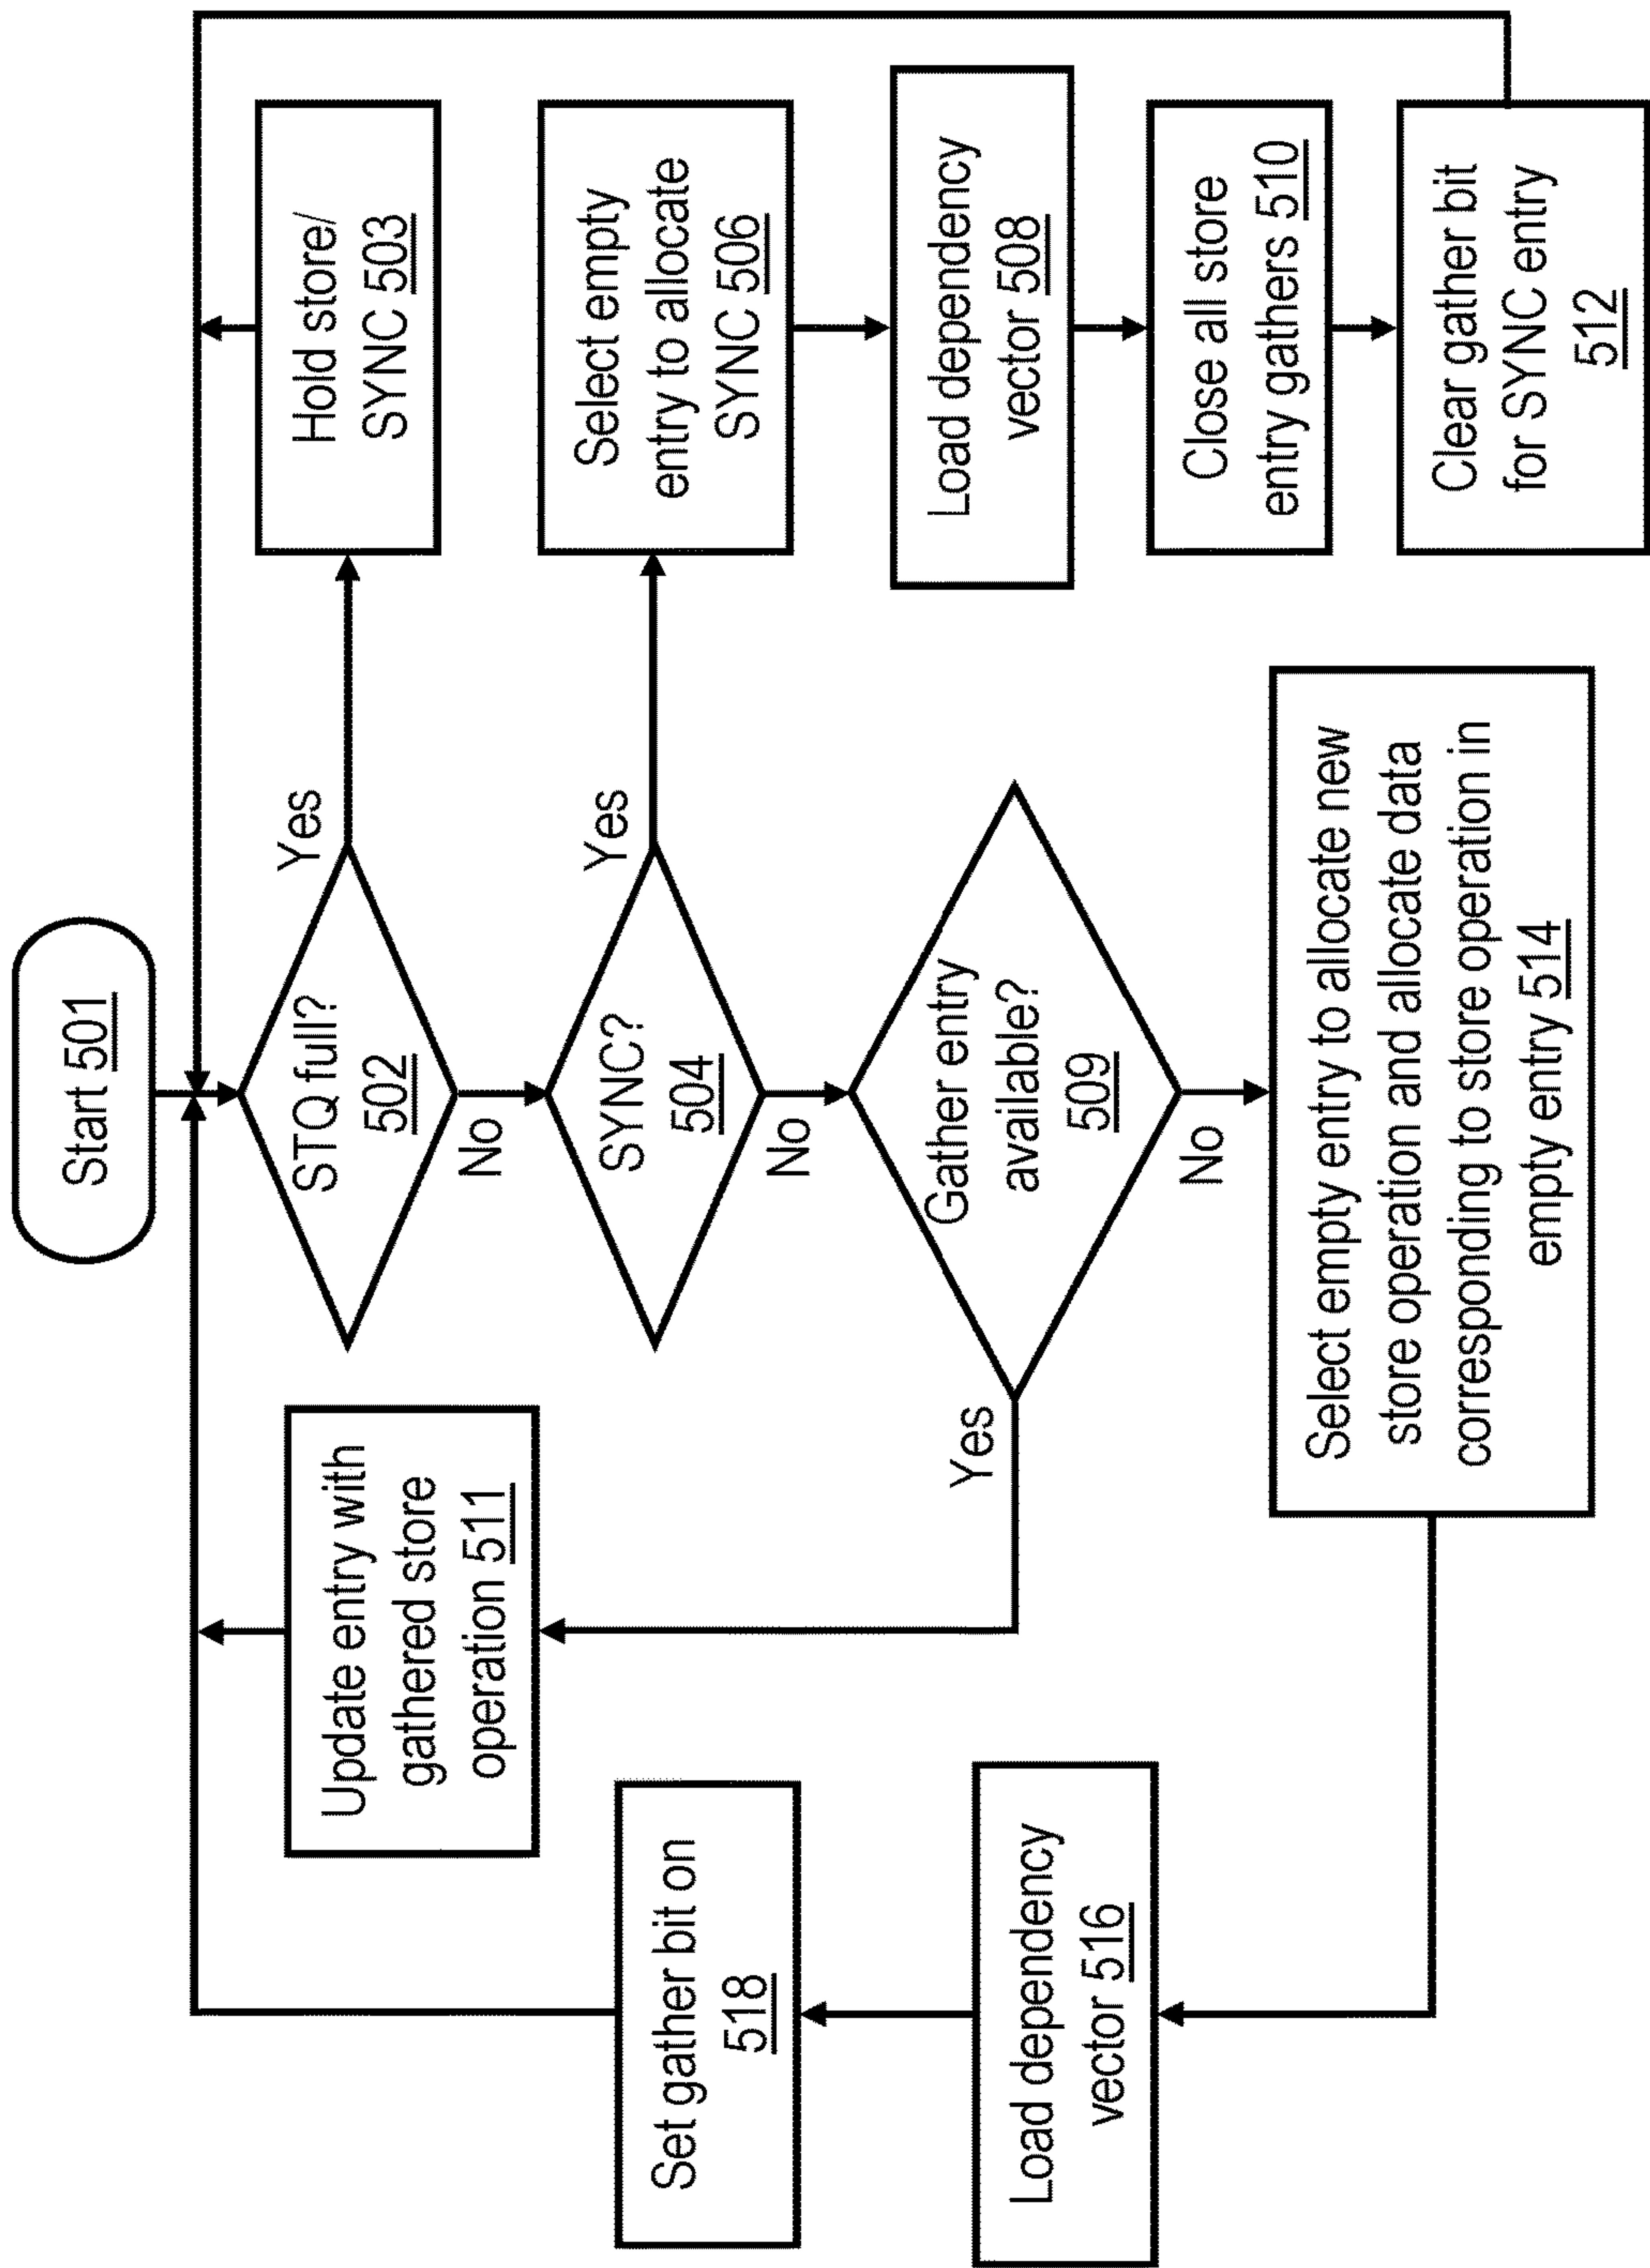 Start 501
STQ full?
502
Yes
No
Hold store/
SYNC 503
SYNC?
504
Yes
No
Select empty
entry to allocate
SYNC 506
Load dependency
vector 508
Close all store
entry gathers 510
Clear gather bit
for SYNC entry
512
Gather entry
available?
509
Yes
No
Update entry with
gathered store
operation 511
Select empty entry to allocate new
store operation and allocate data
corresponding to store operation in
empty entry 514
Load dependency
vector 516
Set gather bit on
518